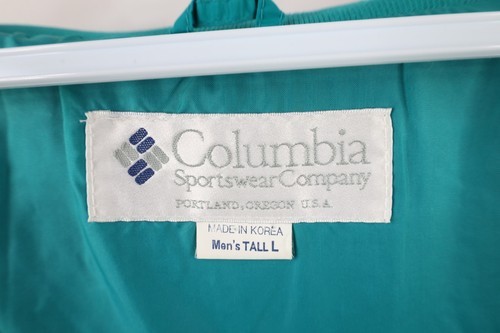 Columbia
Sportswear Company
PORTLAND, OREGON U.S.A.
MADE IN KOREA
Men's TALL L